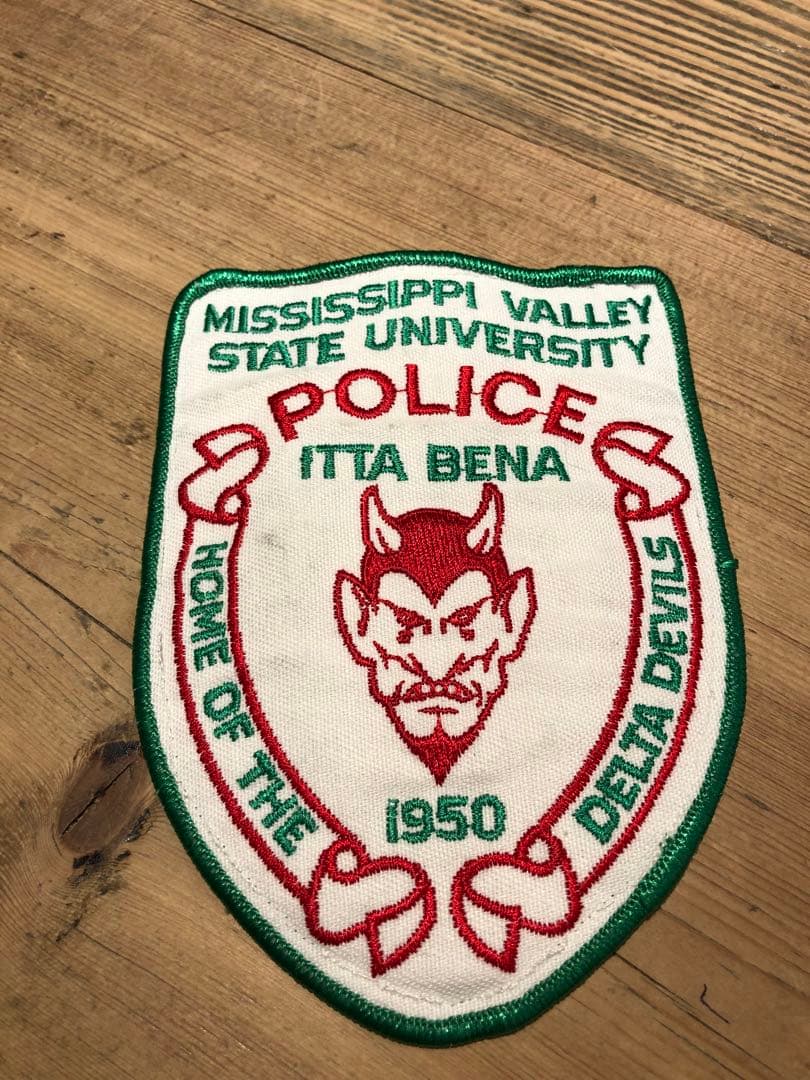 MISSISSIPPI VALLEY
STATE UNIVERSITY
POLICE
ITTA BENA
HOME OF THE
DELTA DEVILS
1950